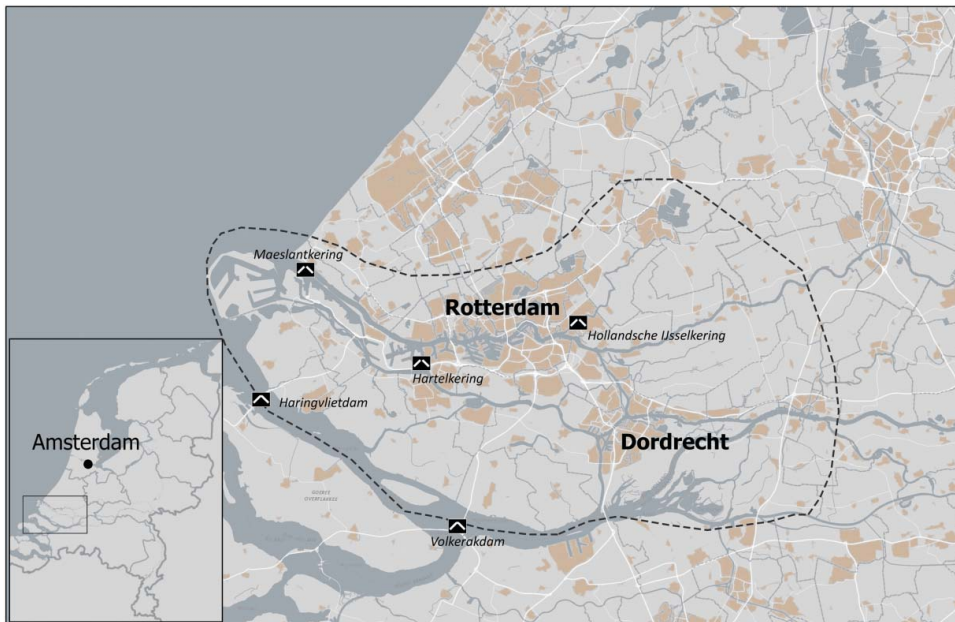 Maeslantkering
Rotterdam
Hollandsche IJsselkering
Hartelkering
Haringvlietdam
Dordrecht
Amsterdam
Volkerakdam